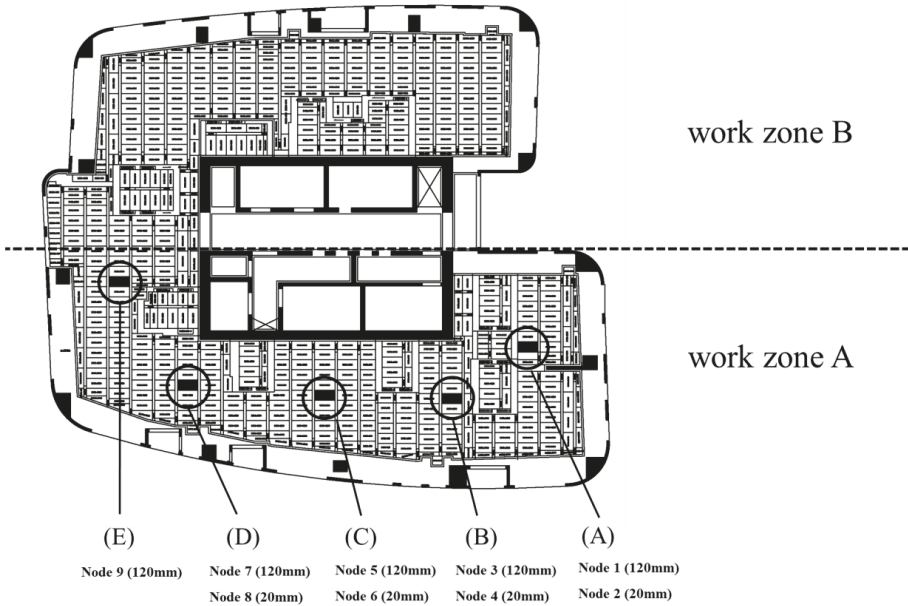 work zone B
work zone A
(E) (D) (C) (B) (A)
Node 9 (120mm) Node 7 (120mm) Node 5 (120mm) Node 3 (120mm) Node 1 (120mm)
Node 8 (20mm) Node 6 (20mm) Node 4 (20mm) Node 2 (20mm)